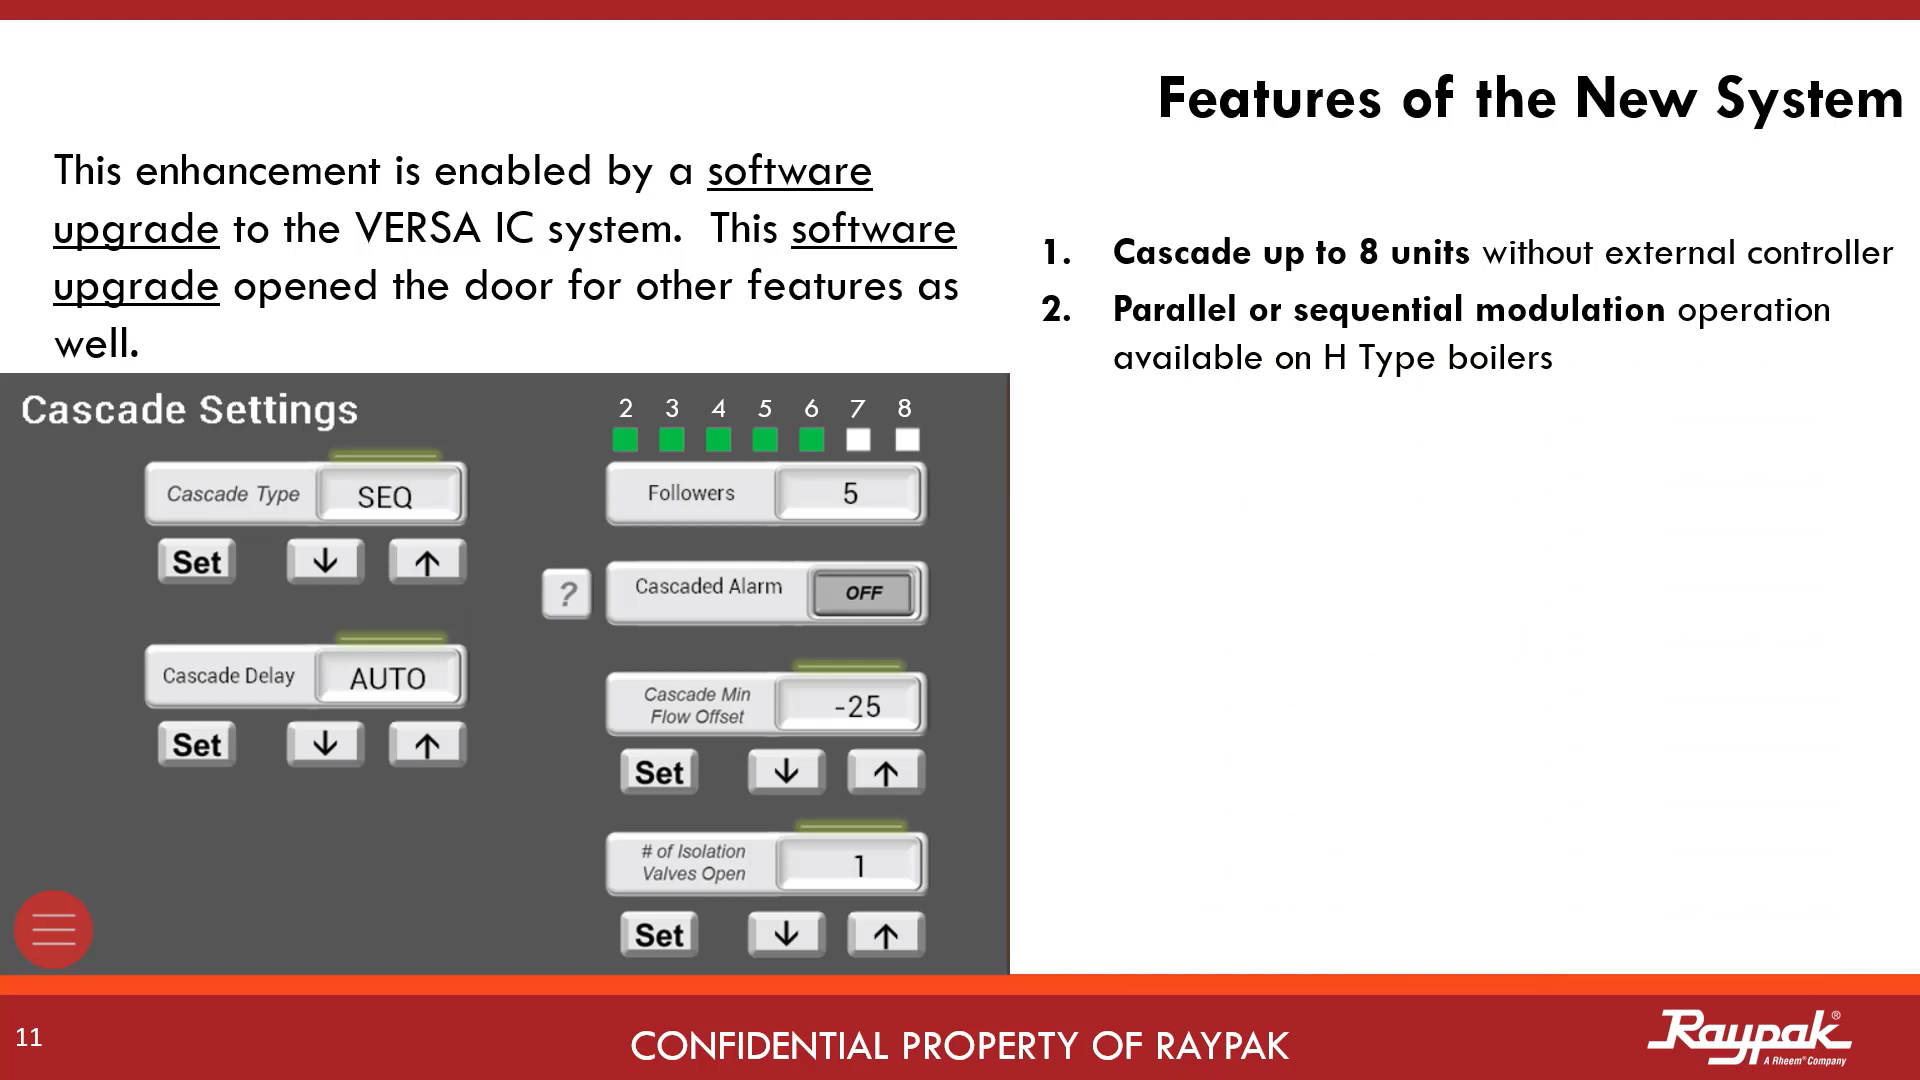 Features of the New System
This enhancement is enabled by a software
upgrade to the VERSA IC system. This software
upgrade opened the door for other features as
well.
1. Cascade up to 8 units without external controller
2. Parallel or sequential modulation operation
available on H Type boilers
Cascade Settings
2 3 4 5 6 7 8
Cascade Type SEQ
Set ↓ ↑
Cascade Delay AUTO
Set ↓ ↑
Followers 5
? Cascaded Alarm OFF
Cascade Min
Flow Offset -25
Set ↓ ↑
# of Isolation
Valves Open 1
Set ↓ ↑
11
CONFIDENTIAL PROPERTY OF RAYPAK
Raypak®
A Rheem® Company